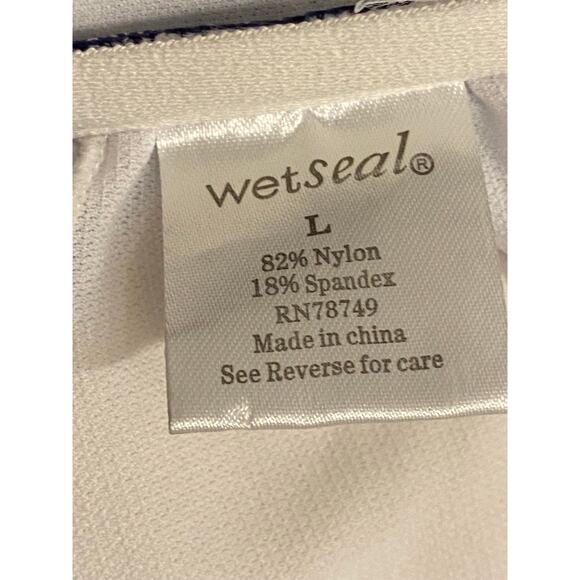 wetseal®
L
82% Nylon
18% Spandex
RN78749
Made in china
See Reverse for care